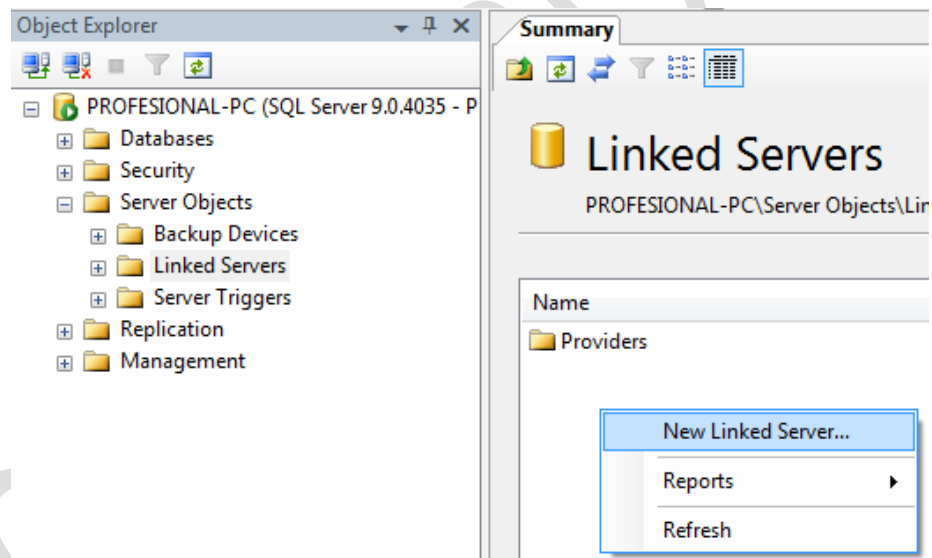 Object Explorer
PROFESIONAL-PC (SQL Server 9.0.4035 - P
Databases
Security
Server Objects
Backup Devices
Linked Servers
Server Triggers
Replication
Management
Summary
Linked Servers
PROFESIONAL-PC\Server Objects\Lin
Name
Providers
New Linked Server...
Reports
Refresh